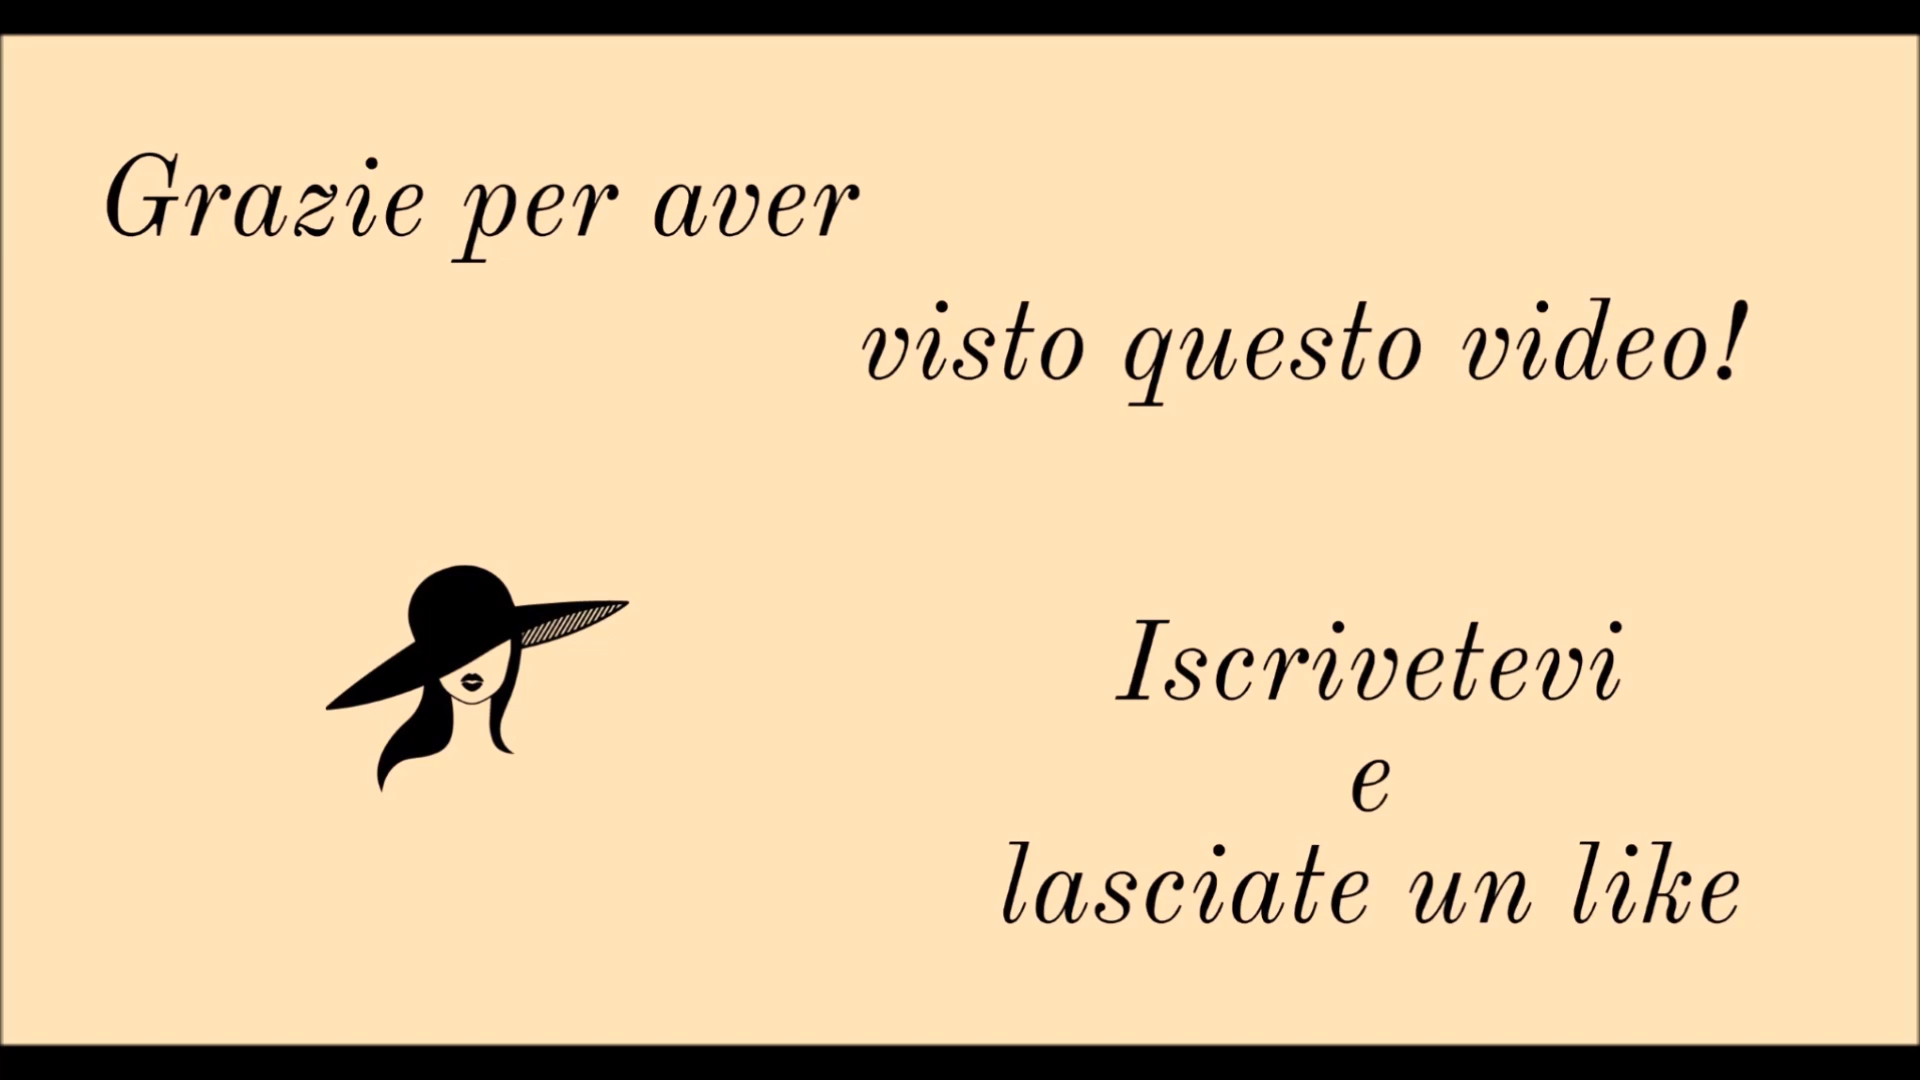 Grazie per aver
visto questo video!
Iscrivetevi
e
lasciate un like